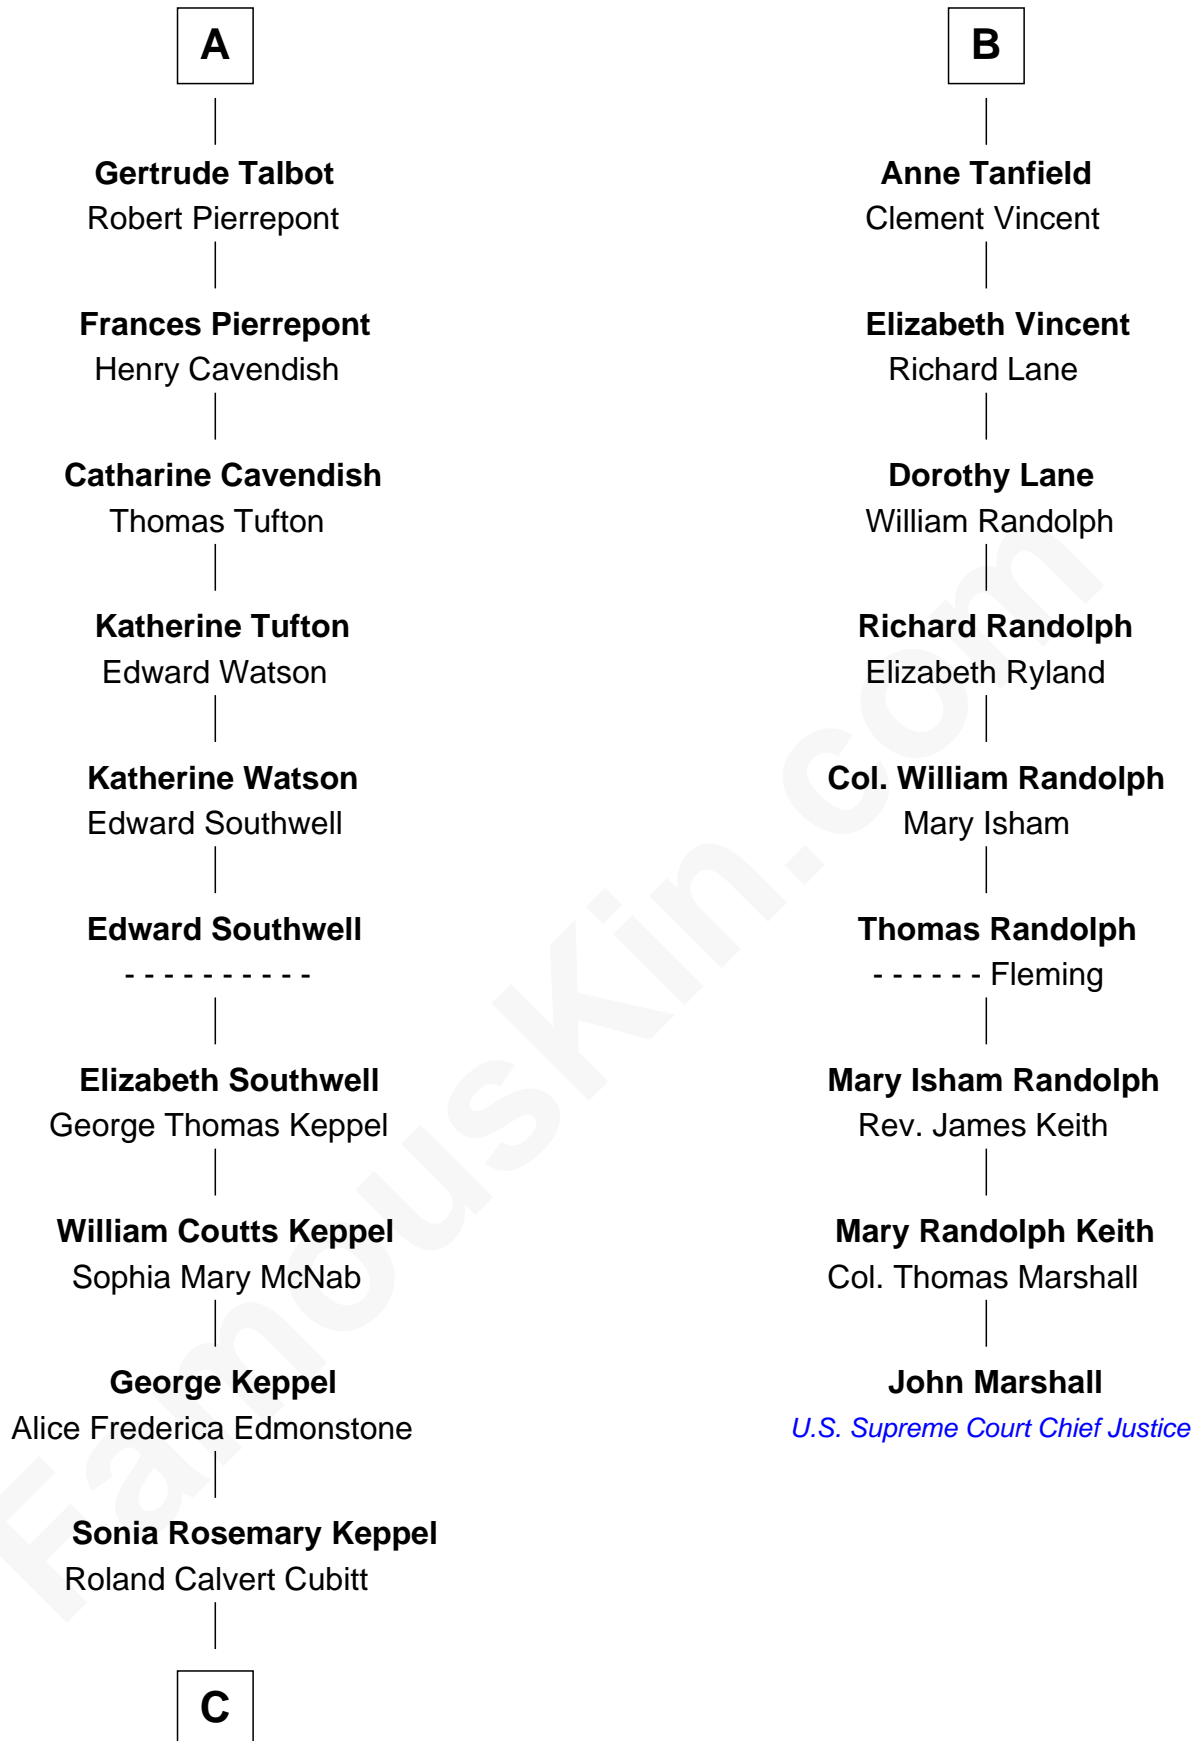 A
Gertrude Talbot
Robert Pierrepont
Frances Pierrepont
Henry Cavendish
Catharine Cavendish
Thomas Tufton
Katherine Tufton
Edward Watson
Katherine Watson
Edward Southwell
Edward Southwell
- - - - - - - - - -
Elizabeth Southwell
George Thomas Keppel
William Coutts Keppel
Sophia Mary McNab
George Keppel
Alice Frederica Edmonstone
Sonia Rosemary Keppel
Roland Calvert Cubitt
C
B
Anne Tanfield
Clement Vincent
Elizabeth Vincent
Richard Lane
Dorothy Lane
William Randolph
Richard Randolph
Elizabeth Ryland
Col. William Randolph
Mary Isham
Thomas Randolph
- - - - - - Fleming
Mary Isham Randolph
Rev. James Keith
Mary Randolph Keith
Col. Thomas Marshall
John Marshall
U.S. Supreme Court Chief Justice
FamousKin.com